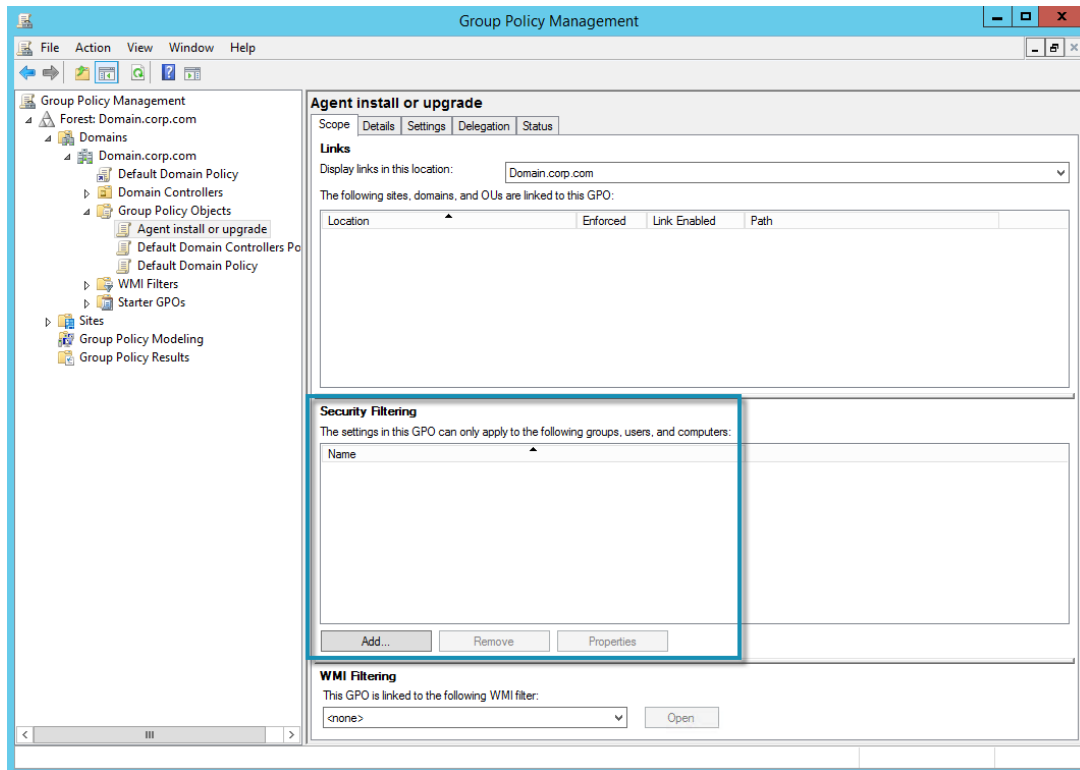 Group Policy Management
File Action View Window Help
Group Policy Management
Forest: Domain.corp.com
Domains
Domain.corp.com
Default Domain Policy
Domain Controllers
Group Policy Objects
Agent install or upgrade
Default Domain Controllers Po
Default Domain Policy
WMI Filters
Starter GPOs
Sites
Group Policy Modeling
Group Policy Results
Agent install or upgrade
Scope Details Settings Delegation Status
Links
Display links in this location: Domain.corp.com
The following sites, domains, and OUs are linked to this GPO:
Location Enforced Link Enabled Path
Security Filtering
The settings in this GPO can only apply to the following groups, users, and computers:
Name
Add... Remove Properties
WMI Filtering
This GPO is linked to the following WMI filter:
<none> Open